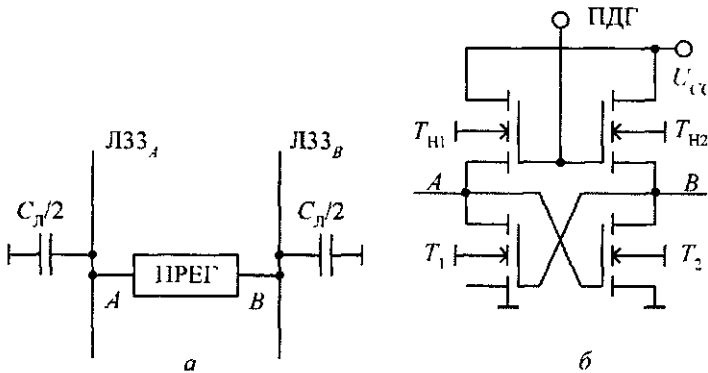 ПДГ
U_CC
ЛЗЗ_A ЛЗЗ_B
T_Н1 T_Н2
C_Л/2 C_Л/2
A B
ПРЕГ
A B
T_1 T_2
а б